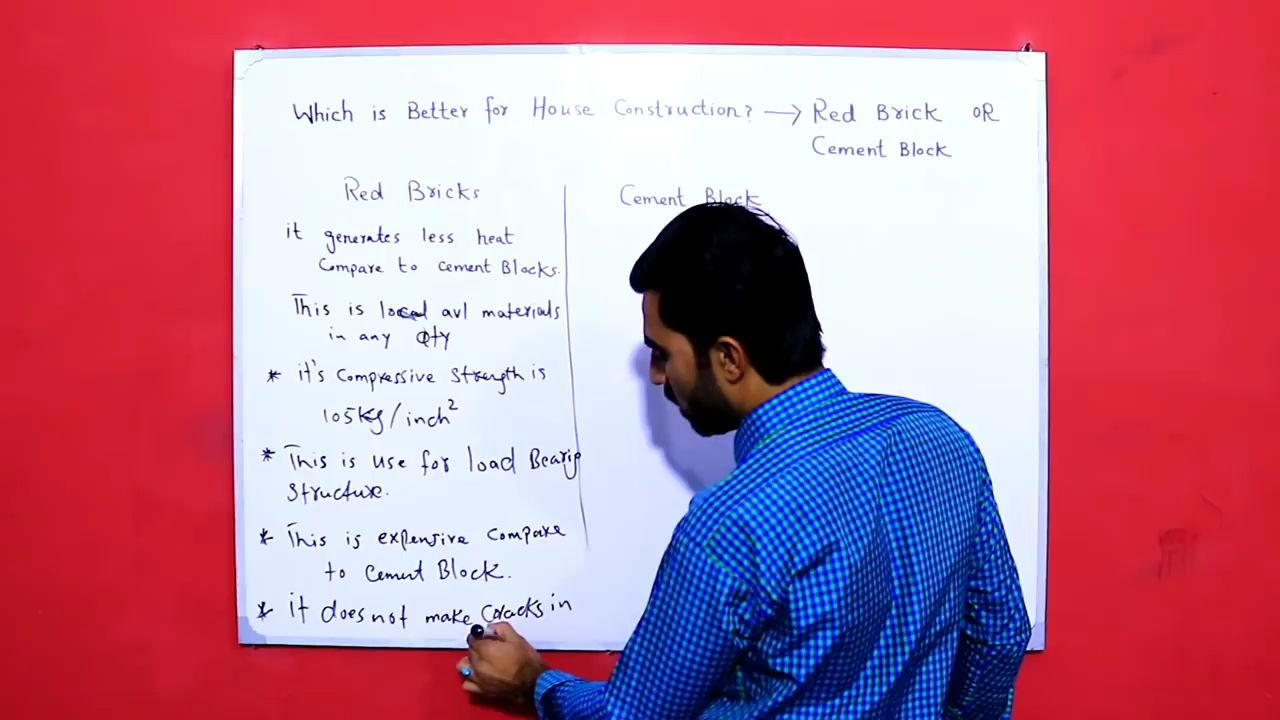 Which is Better for House Construction? → Red Brick OR
Cement Block
Red Bricks
it generates less heat
Compare to cement Blocks.
This is local avl materials
in any Qty
* it's Compressive Strength is
105Kg/inch²
* This is use for load Bearing
Structure.
* This is expensive Compare
to Cement Block.
* it does not make Cracks in
Cement Block